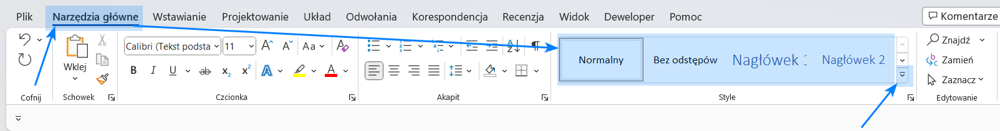 Plik Narzędzia główne Wstawianie Projektowanie Układ Odwołania Korespondencja Recenzja Widok Deweloper Pomoc Komentarze
Calibri (Tekst podsta 11 A A Aa A Znajdź
Wklej Normalny Bez odstępów Nagłówek 1 Nagłówek 2 Zamień
B I U ab x₂ x² A A Zaznacz
Cofnij Schowek Czcionka Akapit Style Edytowanie